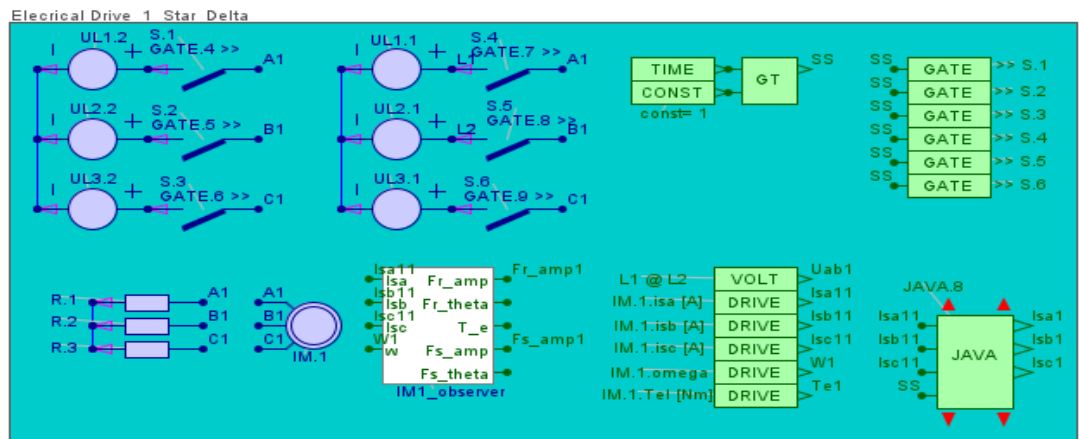 Elecrical Drive 1 Star Delta
I UL1.2 + S.1 GATE.4 >> A1
I UL2.2 + S.2 GATE.5 >> B1
I UL3.2 + S.3 GATE.6 >> C1
I UL1.1 + L1 S.4 GATE.7 >> A1
I UL2.1 + L2 S.5 GATE.8 >> B1
I UL3.1 + S.6 GATE.9 >> C1
TIME
CONST
const= 1
GT
SS
SS GATE >> S.1
SS GATE >> S.2
SS GATE >> S.3
SS GATE >> S.4
SS GATE >> S.5
SS GATE >> S.6
R.1 A1
R.2 B1
R.3 C1
A1
B1
C1
IM.1
Isa11 Isa Fr_amp Fr_amp1
Isb11 Isb Fr_theta
Isc11 Isc T_e
W1 w Fs_amp Fs_amp1
Fs_theta
IM1_observer
L1 @ L2 VOLT Uab1
IM.1.isa [A] DRIVE Isa11
IM.1.isb [A] DRIVE Isb11
IM.1.isc [A] DRIVE Isc11
IM.1.omega DRIVE W1
IM.1.Tel [Nm] DRIVE Te1
JAVA.8
Isa11 Isa1
Isb11 JAVA Isb1
Isc11 Isc1
SS